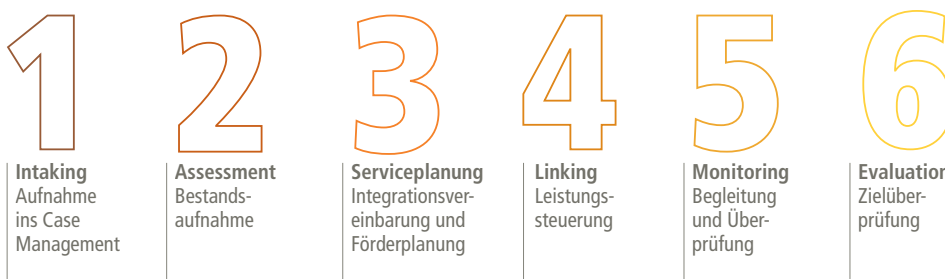 1
Intaking
Aufnahme
ins Case
Management
2
Assessment
Bestands-
aufnahme
3
Serviceplanung
Integrationsver-
einbarung und
Förderplanung
4
Linking
Leistungs-
steuerung
5
Monitoring
Begleitung
und Über-
prüfung
6
Evaluation
Zielüber-
prüfung